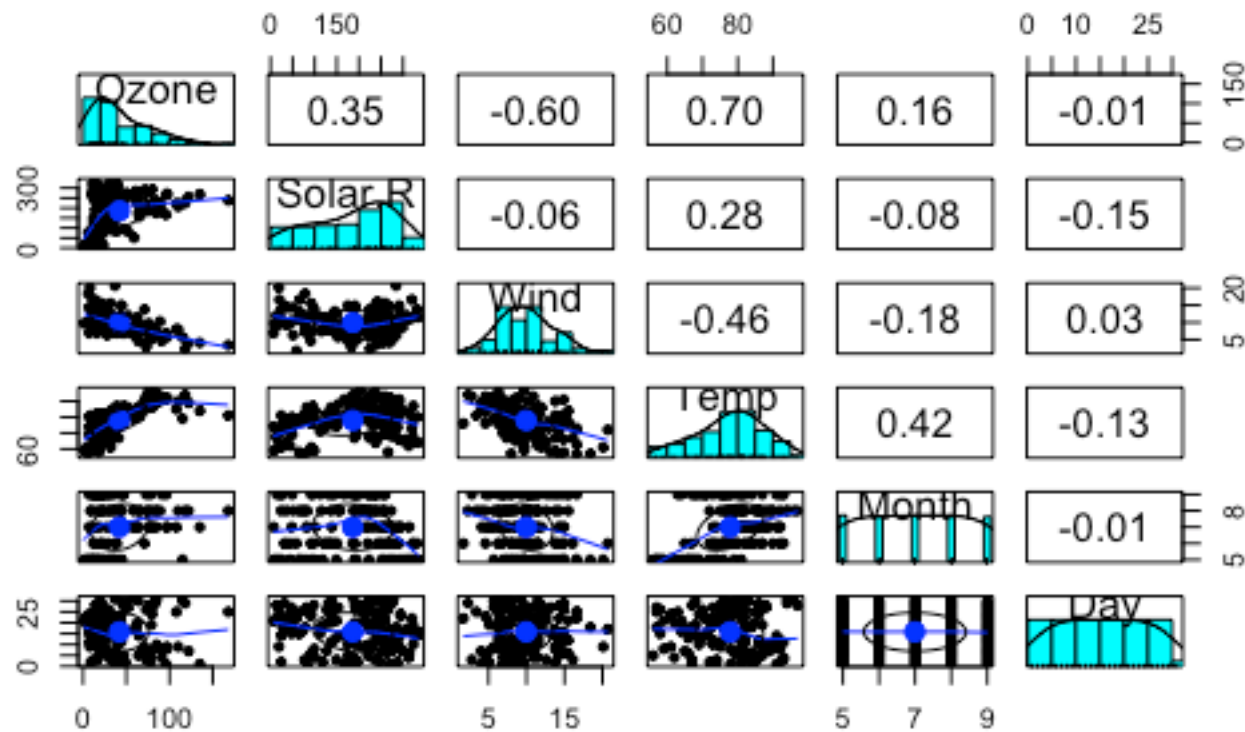 0 150 60 80 0 10 25
Ozone 0.35 -0.60 0.70 0.16 -0.01 0 150
0 300 Solar.R -0.06 0.28 -0.08 -0.15
Wind -0.46 -0.18 0.03 5 20
60 Temp 0.42 -0.13
Month -0.01 5 8
0 25 Day
0 100 5 15 5 7 9